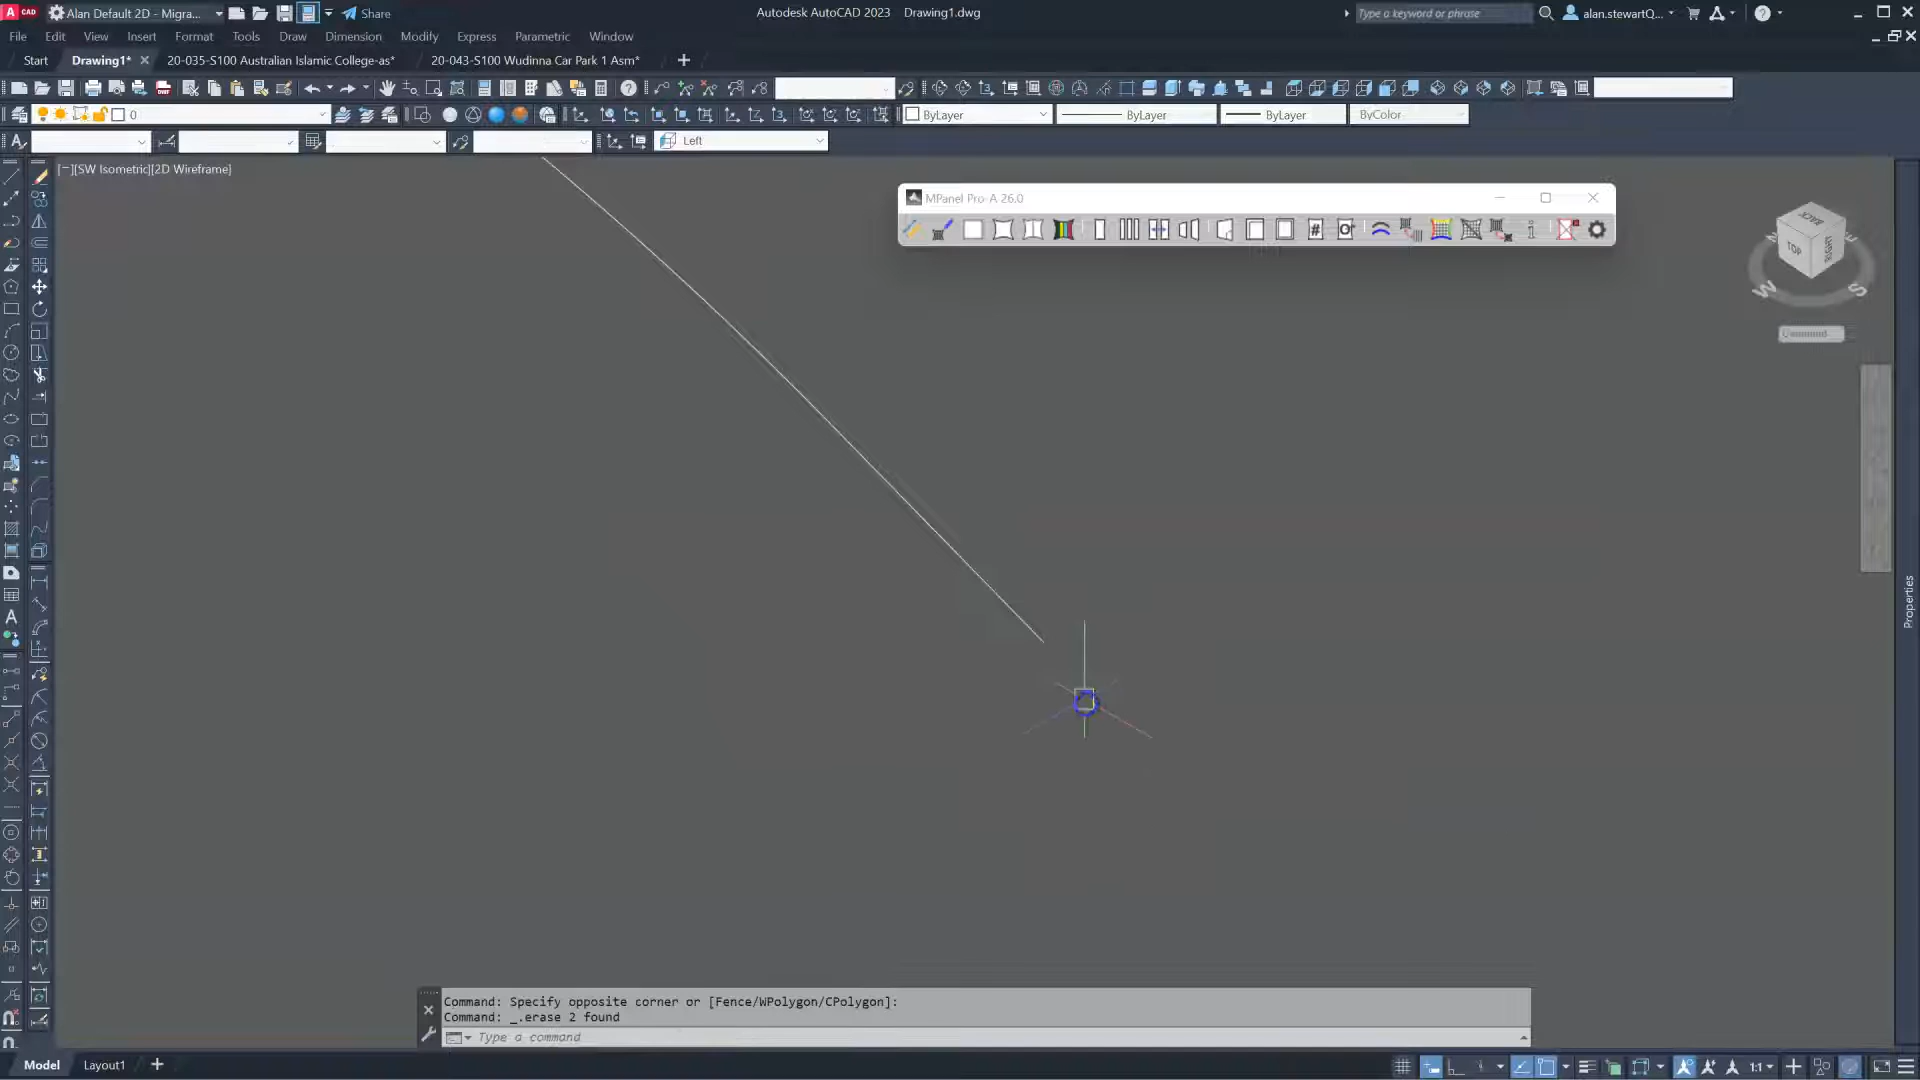 CAD
Alan Default 2D - Migra...
Share
Autodesk AutoCAD 2023 Drawing1.dwg
Type a keyword or phrase
alan.stewartQ...
File Edit View Insert Format Tools Draw Dimension Modify Express Parametric Window
Start Drawing1* 20-035-S100 Australian Islamic College-as* 20-043-S100 Wudinna Car Park 1 Asm*
0
ByLayer
ByLayer
ByLayer
ByColor
Left
[−][SW Isometric][2D Wireframe]
MPanel Pro-A 26.0
BACK
TOP
RIGHT
W
S
Properties
Command: Specify opposite corner or [Fence/WPolygon/CPolygon]:
Command: _.erase 2 found
Type a command
Model Layout1
1:1